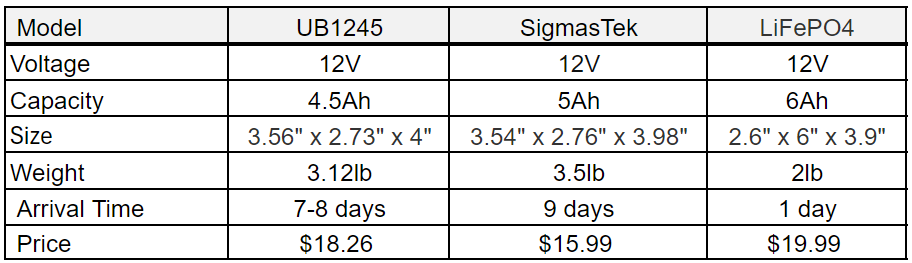 Model UB1245 SigmasTek LiFePO4
Voltage 12V 12V 12V
Capacity 4.5Ah 5Ah 6Ah
Size 3.56" x 2.73" x 4" 3.54" x 2.76" x 3.98" 2.6" x 6" x 3.9"
Weight 3.12lb 3.5lb 2lb
Arrival Time 7-8 days 9 days 1 day
Price $18.26 $15.99 $19.99